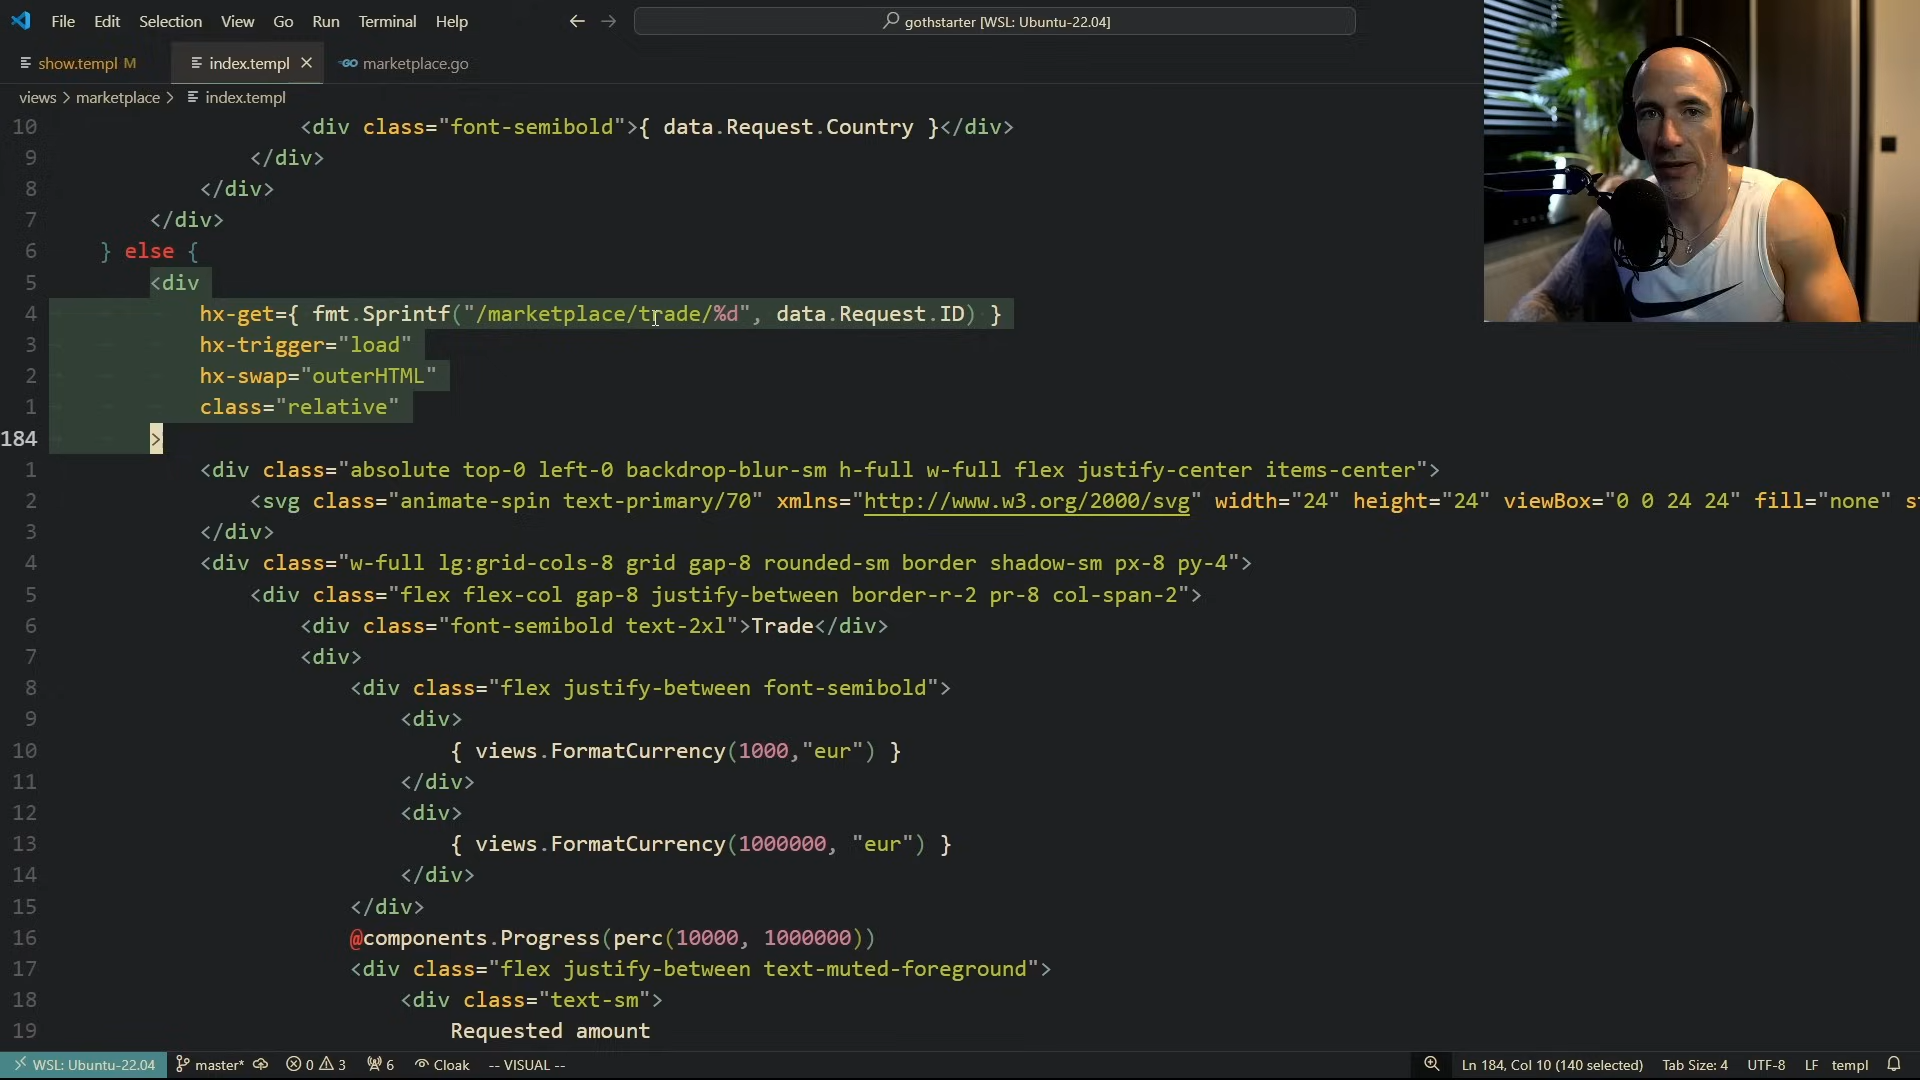 File Edit Selection View Go Run Terminal Help
gothstarter [WSL: Ubuntu-22.04]
show.templ M index.templ marketplace.go
views > marketplace > index.templ
10 <div class="font-semibold">{ data.Request.Country }</div>
9 </div>
8 </div>
7 </div>
6 } else {
5 <div
4 hx-get={ fmt.Sprintf("/marketplace/trade/%d", data.Request.ID) }
3 hx-trigger="load"
2 hx-swap="outerHTML"
1 class="relative"
184 >
1 <div class="absolute top-0 left-0 backdrop-blur-sm h-full w-full flex justify-center items-center">
2 <svg class="animate-spin text-primary/70" xmlns="http://www.w3.org/2000/svg" width="24" height="24" viewBox="0 0 24 24" fill="none" s
3 </div>
4 <div class="w-full lg:grid-cols-8 grid gap-8 rounded-sm border shadow-sm px-8 py-4">
5 <div class="flex flex-col gap-8 justify-between border-r-2 pr-8 col-span-2">
6 <div class="font-semibold text-2xl">Trade</div>
7 <div>
8 <div class="flex justify-between font-semibold">
9 <div>
10 { views.FormatCurrency(1000,"eur") }
11 </div>
12 <div>
13 { views.FormatCurrency(1000000, "eur") }
14 </div>
15 </div>
16 @components.Progress(perc(10000, 1000000))
17 <div class="flex justify-between text-muted-foreground">
18 <div class="text-sm">
19 Requested amount
WSL: Ubuntu-22.04 master* 0 3 6 Cloak -- VISUAL -- Ln 184, Col 10 (140 selected) Tab Size: 4 UTF-8 LF templ